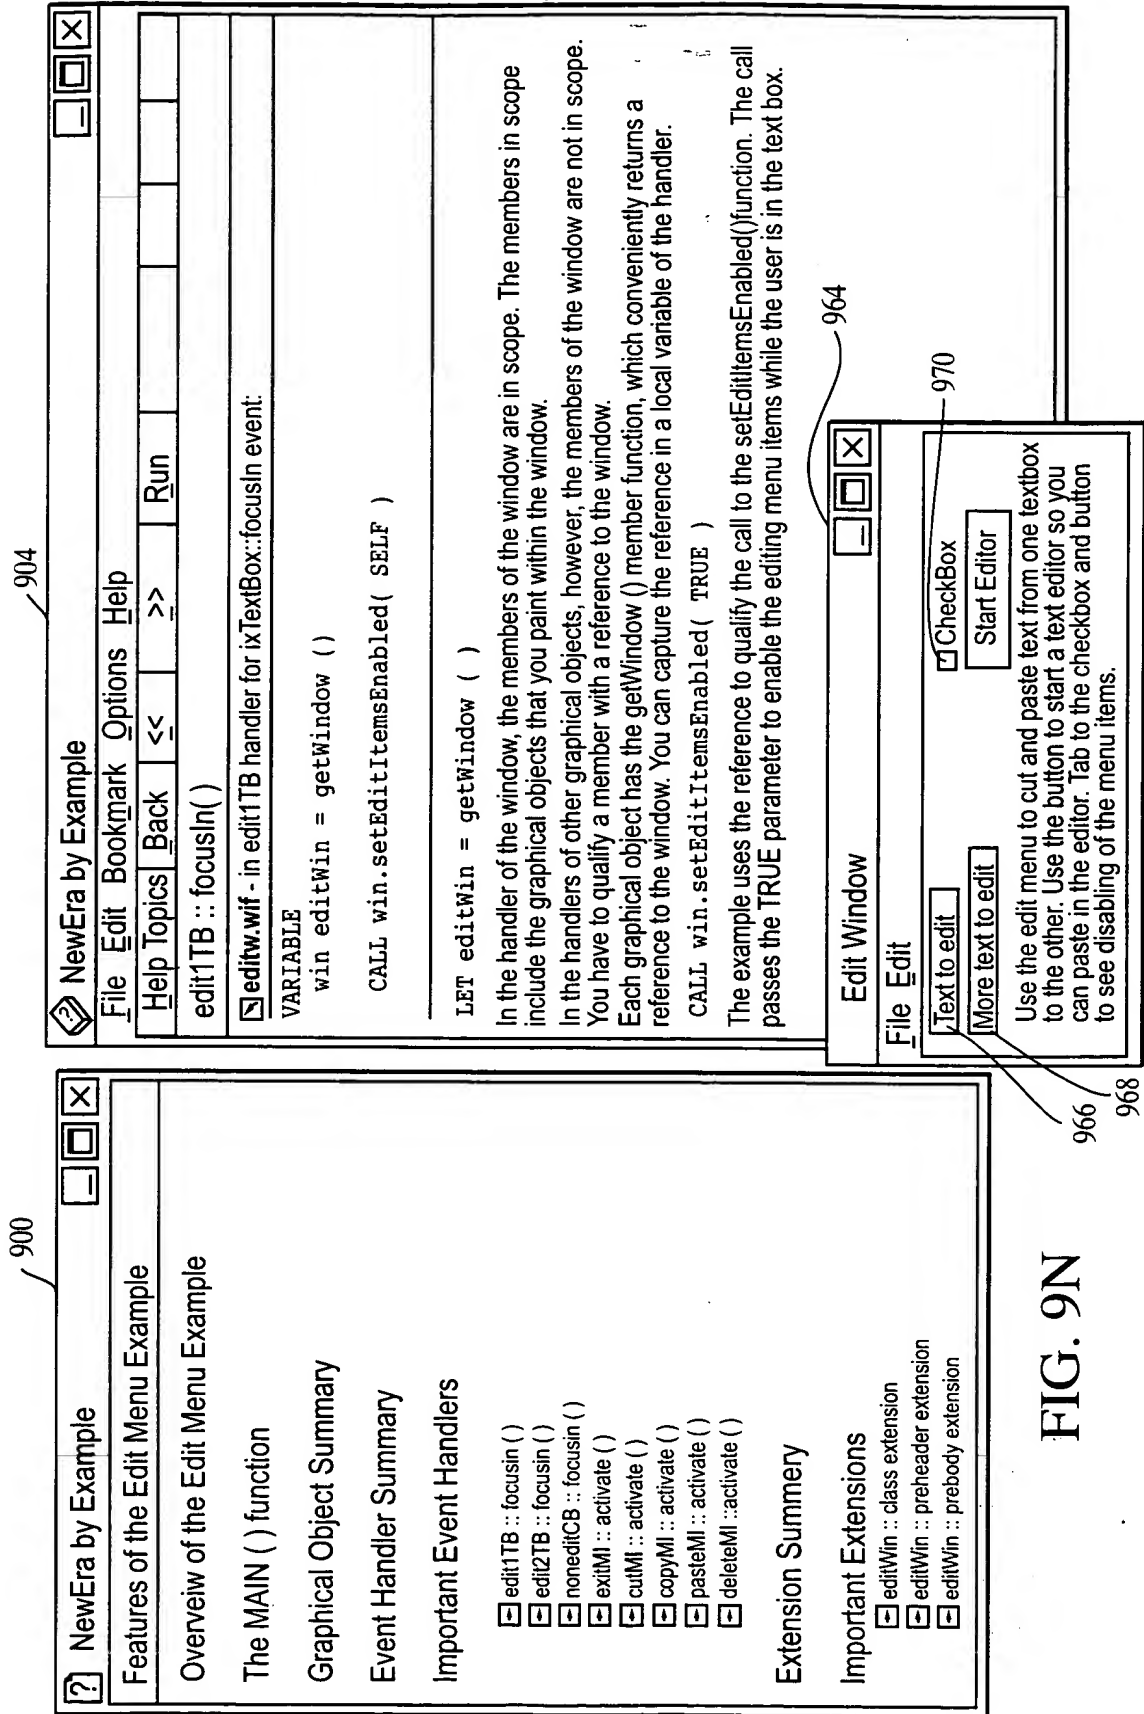 900
NewEra by Example
Features of the Edit Menu Example
Overveiw of the Edit Menu Example
The MAIN ( ) function
Graphical Object Summary
Event Handler Summary
Important Event Handlers
edit1TB :: focusin ( )
edit2TB :: focusin ( )
noneditCB :: focusin ( )
exitMI :: activate ( )
cutMI :: activate ( )
copyMI :: activate ( )
pasteMI :: activate ( )
deleteMI ::activate ( )
Extension Summery
Important Extensions
editWin :: class extension
editWin :: preheader extension
editWin :: prebody extension
904
NewEra by Example
File Edit Bookmark Options Help
Help Topics Back << >> Run
edit1TB :: focusIn( )
editw.wif - in edit1TB handler for ixTextBox::focusIn event:
VARIABLE
win editWin = getWindow ()
CALL win.setEditItemsEnabled( SELF )
LET editWin = getWindow ( )
In the handler of the window, the members of the window are in scope. The members in scope
include the graphical objects that you paint within the window.
In the handlers of other graphical objects, however, the members of the window are not in scope.
You have to qualify a member with a reference to the window.
Each graphical object has the getWindow () member function, which conveniently returns a
reference to the window. You can capture the reference in a local variable of the handler.
CALL win.setEditItemsEnabled( TRUE )
The example uses the reference to qualify the call to the setEditItemsEnabled()function. The call
passes the TRUE parameter to enable the editing menu items while the user is in the text box.
964
Edit Window
File Edit
Text to edit
CheckBox
970
More text to edit
Start Editor
Use the edit menu to cut and paste text from one textbox
to the other. Use the button to start a text editor so you
can paste in the editor. Tab to the checkbox and button
to see disabling of the menu items.
966
968
FIG. 9N